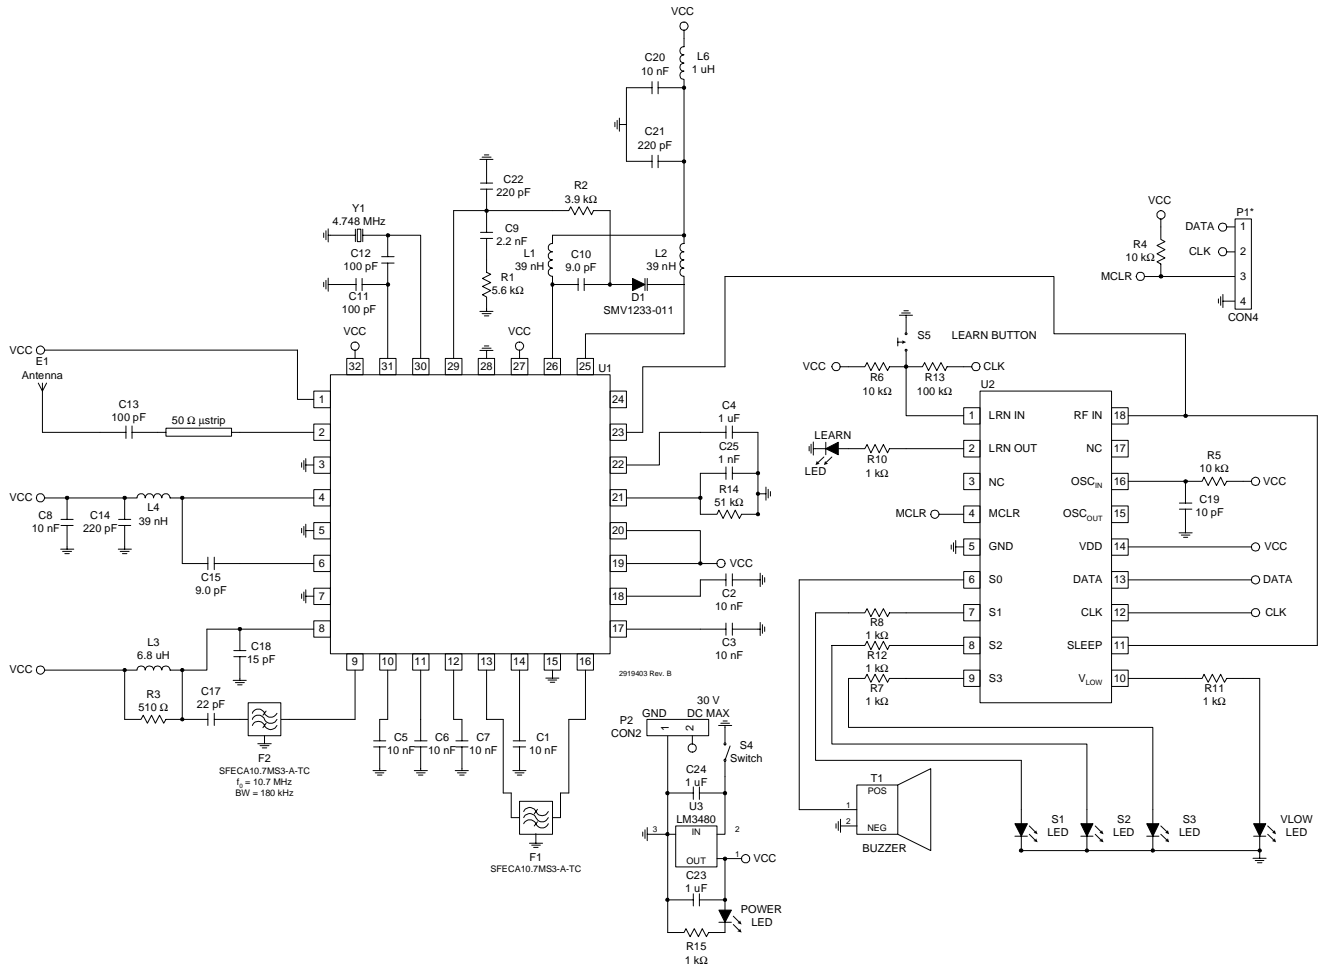 VCC
C20
10 nF
L6
1 uH
C21
220 pF
C22
220 pF
R2
3.9 kΩ
Y1
4.748 MHz
C9
2.2 nF
L1
39 nH
C10
9.0 pF
L2
39 nH
C12
100 pF
C11
100 pF
R1
5.6 kΩ
D1
SMV1233-011
VCC
VCC
32
31
30
29
28
27
26
25
U1
VCC
E1
Antenna
C13
100 pF
50 Ω µstrip
1
2
3
4
5
6
7
8
VCC
C8
10 nF
C14
220 pF
L4
39 nH
C15
9.0 pF
VCC
L3
6.8 uH
C18
15 pF
R3
510 Ω
C17
22 pF
F2
SFECA10.7MS3-A-TC
f0 = 10.7 MHz
BW = 180 kHz
9
10
11
12
13
14
15
16
C5
10 nF
C6
10 nF
C7
10 nF
C1
10 nF
F1
SFECA10.7MS3-A-TC
24
23
22
21
20
19
18
17
C4
1 uF
C25
1 nF
R14
51 kΩ
VCC
C2
10 nF
C3
10 nF
2919403 Rev. B
30 V
GND
DC MAX
P2
CON2
1
2
S4
Switch
C24
1 uF
U3
LM3480
3
IN
2
OUT
1
VCC
C23
1 uF
POWER
LED
R15
1 kΩ
VCC
R4
10 kΩ
MCLR
P1*
DATA
1
CLK
2
3
4
CON4
S5
LEARN BUTTON
VCC
R6
10 kΩ
R13
100 kΩ
CLK
U2
LEARN
LED
R10
1 kΩ
MCLR
1
LRN IN
RF IN
18
2
LRN OUT
NC
17
3
NC
OSCIN
16
4
MCLR
OSCOUT
15
5
GND
VDD
14
6
S0
DATA
13
7
S1
CLK
12
8
S2
SLEEP
11
9
S3
VLOW
10
R5
10 kΩ
VCC
C19
10 pF
VCC
DATA
CLK
R8
1 kΩ
R12
1 kΩ
R7
1 kΩ
R11
1 kΩ
T1
POS
1
2
NEG
BUZZER
S1
LED
S2
LED
S3
LED
VLOW
LED